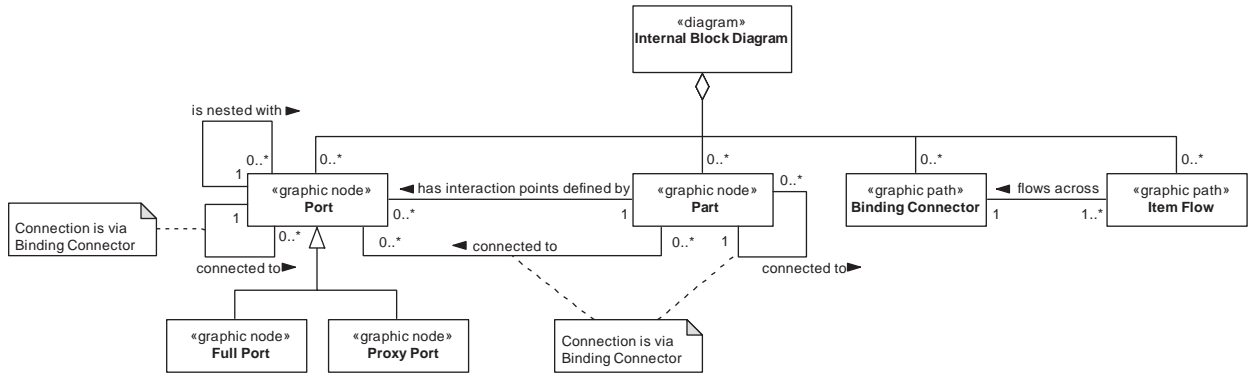 «diagram»
Internal Block Diagram
is nested with ►
0..*
1
0..*
0..*
0..*
0..*
«graphic node»
Port
◄ has interaction points defined by
0..*
1
«graphic node»
Part
0..*
«graphic path»
Binding Connector
◄ flows across
1
1..*
«graphic path»
Item Flow
Connection is via
Binding Connector
1
0..*
connected to►
0..*
◄ connected to
0..*
1
connected to►
«graphic node»
Full Port
«graphic node»
Proxy Port
Connection is via
Binding Connector